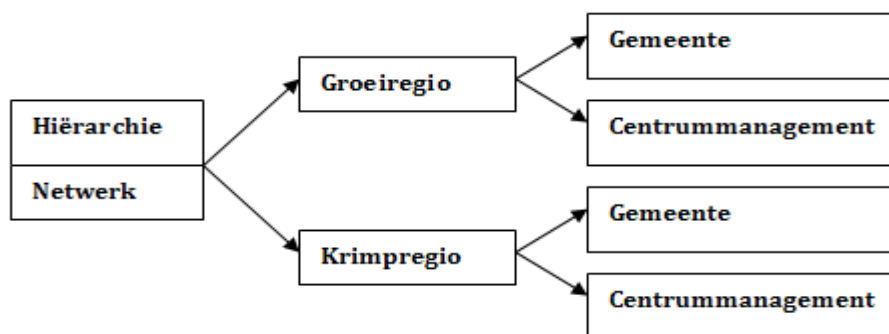 Hiërarchie
Netwerk
Groeiregio
Krimpregio
Gemeente
Centrummanagement
Gemeente
Centrummanagement